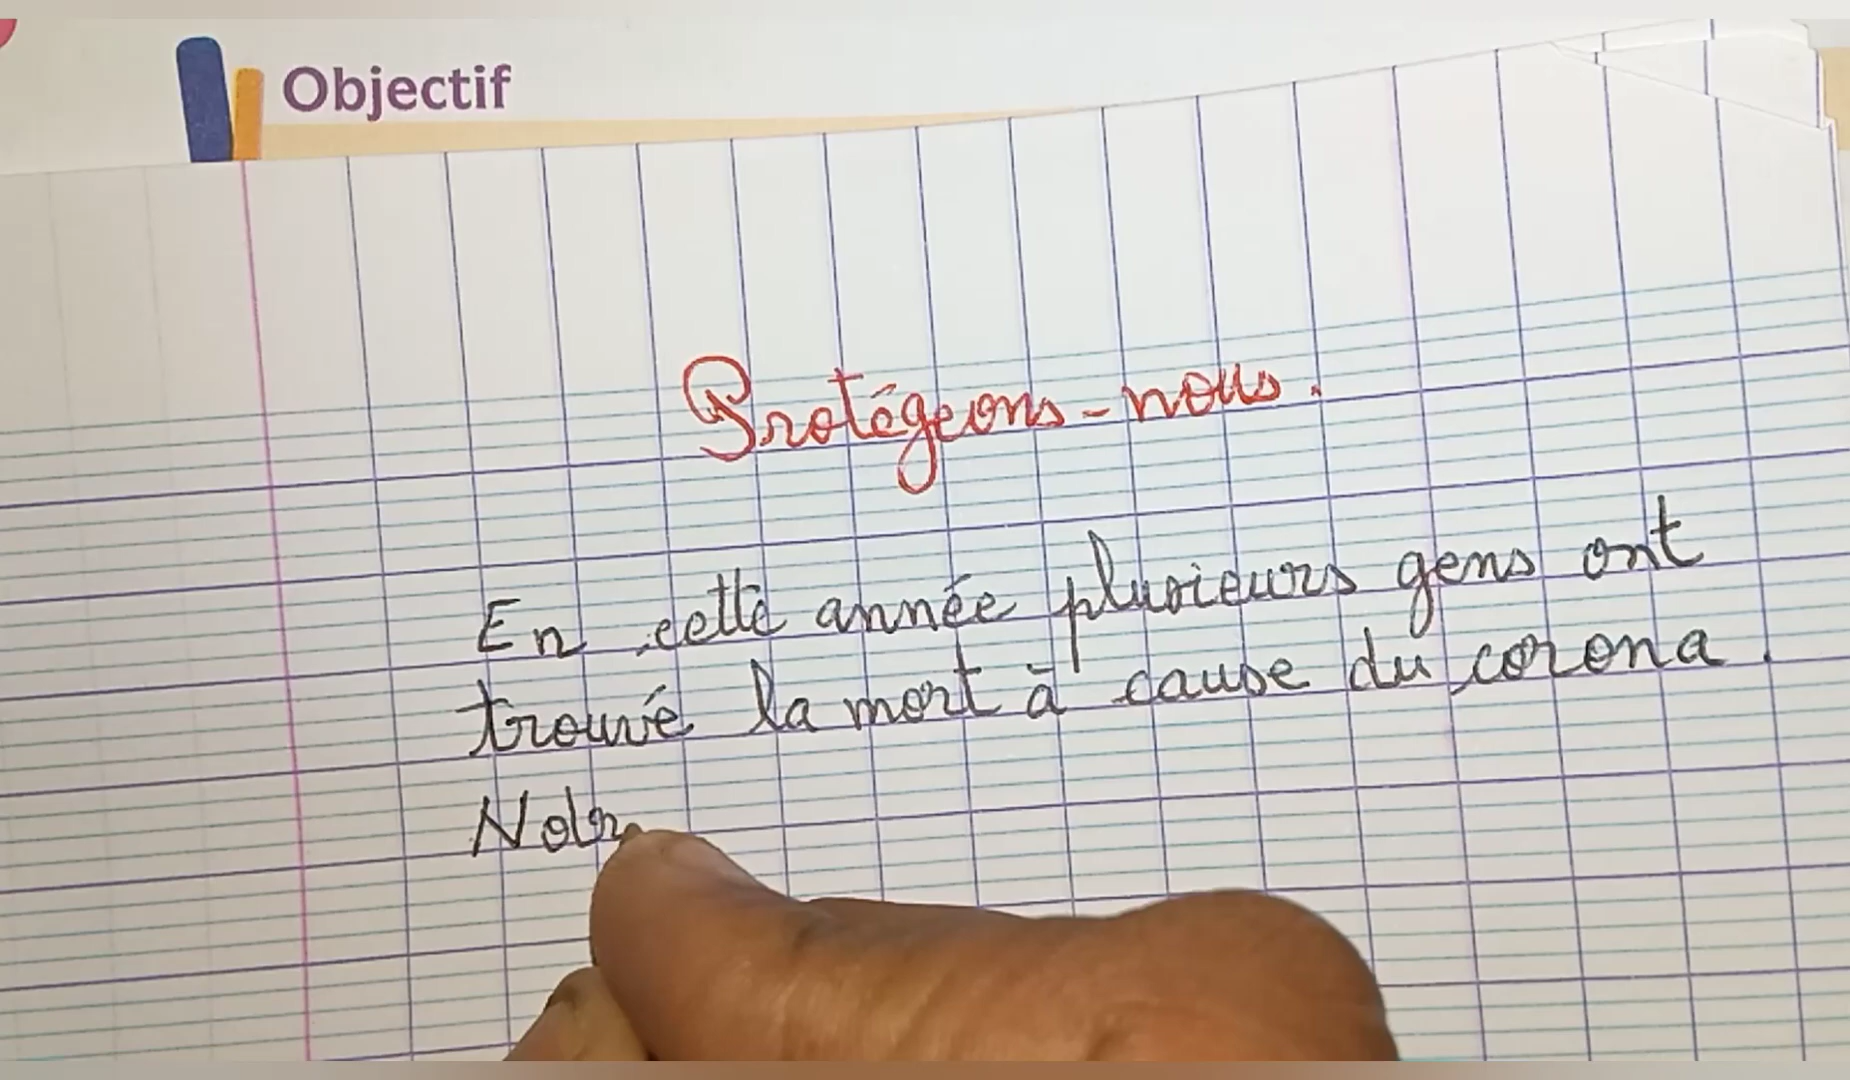 Objectif
Protégeons-nous.
En cette année plusieurs gens ont
trouvé la mort à cause du corona.